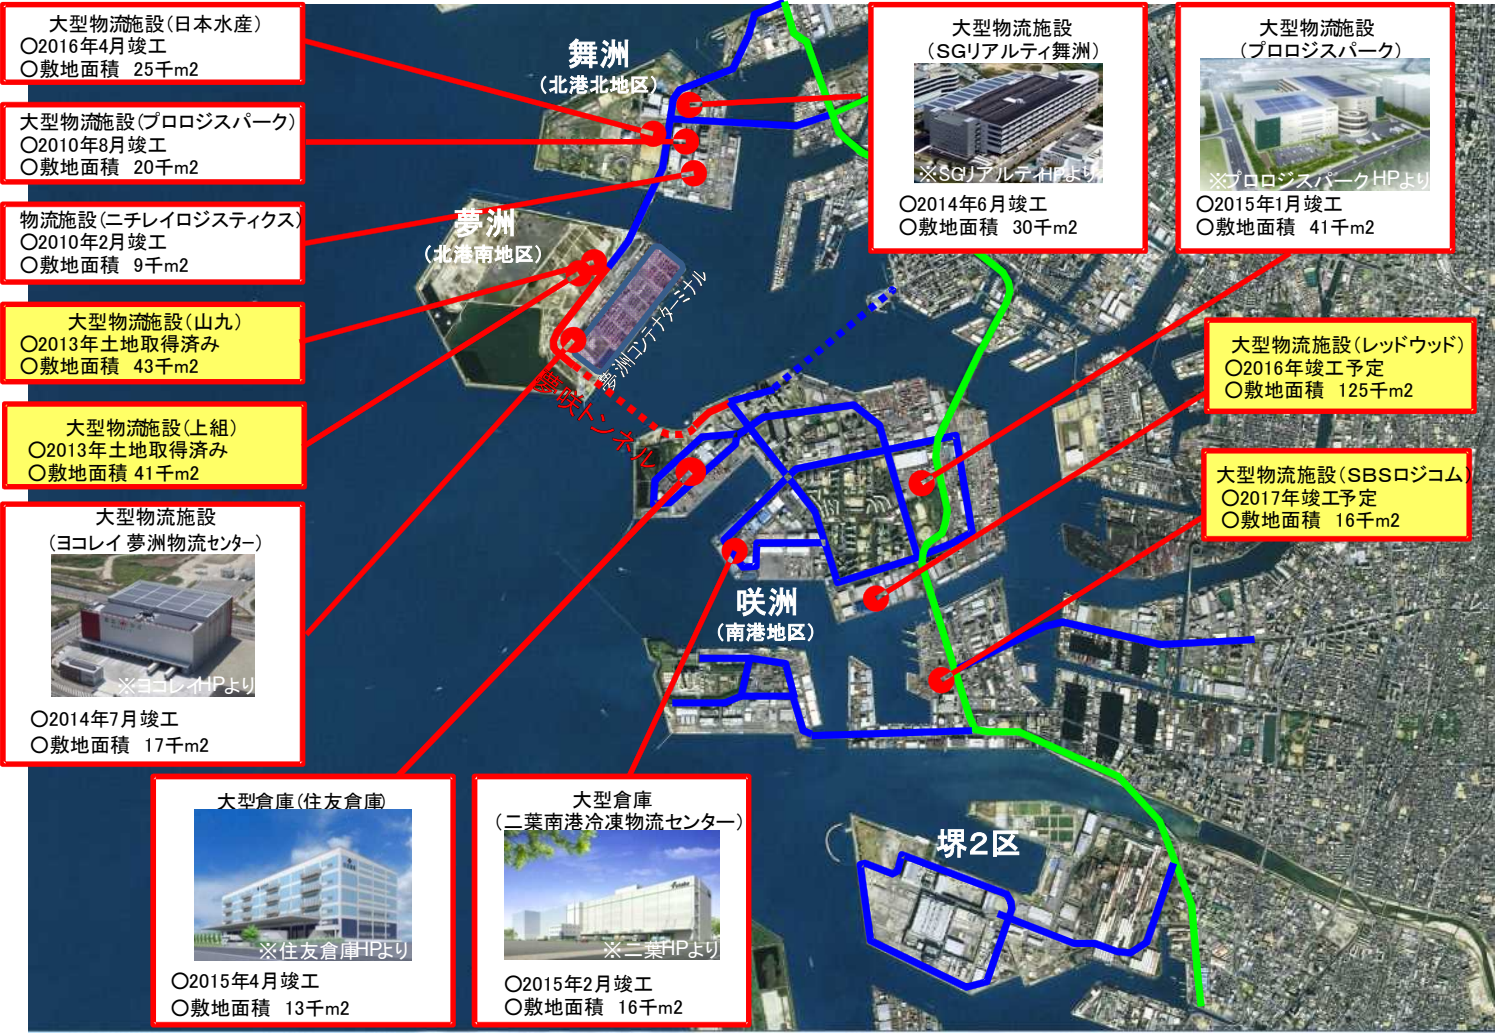 大型物流施設(日本水産)
○2016年4月竣工
○敷地面積 25千m2
大型物流施設(プロロジスパーク)
○2010年8月竣工
○敷地面積 20千m2
物流施設(ニチレイロジスティクス)
○2010年2月竣工
○敷地面積 9千m2
大型物流施設(山九)
○2013年土地取得済み
○敷地面積 43千m2
大型物流施設(上組)
○2013年土地取得済み
○敷地面積 41千m2
大型物流施設
(ヨコレイ 夢洲物流センター)
※ヨコレイHPより
○2014年7月竣工
○敷地面積 17千m2
大型倉庫(住友倉庫)
※住友倉庫HPより
○2015年4月竣工
○敷地面積 13千m2
大型倉庫
(二葉南港冷凍物流センター)
Futaba
※二葉HPより
○2015年2月竣工
○敷地面積 16千m2
舞洲
(北港北地区)
夢洲
(北港南地区)
夢洲コンテナターミナル
夢咲トンネル
咲洲
(南港地区)
堺2区
大型物流施設
(SGリアルティ舞洲)
※SGリアルティHPより
○2014年6月竣工
○敷地面積 30千m2
大型物流施設
(プロロジスパーク)
※プロロジスパークHPより
○2015年1月竣工
○敷地面積 41千m2
大型物流施設(レッドウッド)
○2016年竣工予定
○敷地面積 125千m2
大型物流施設(SBSロジコム)
○2017年竣工予定
○敷地面積 16千m2